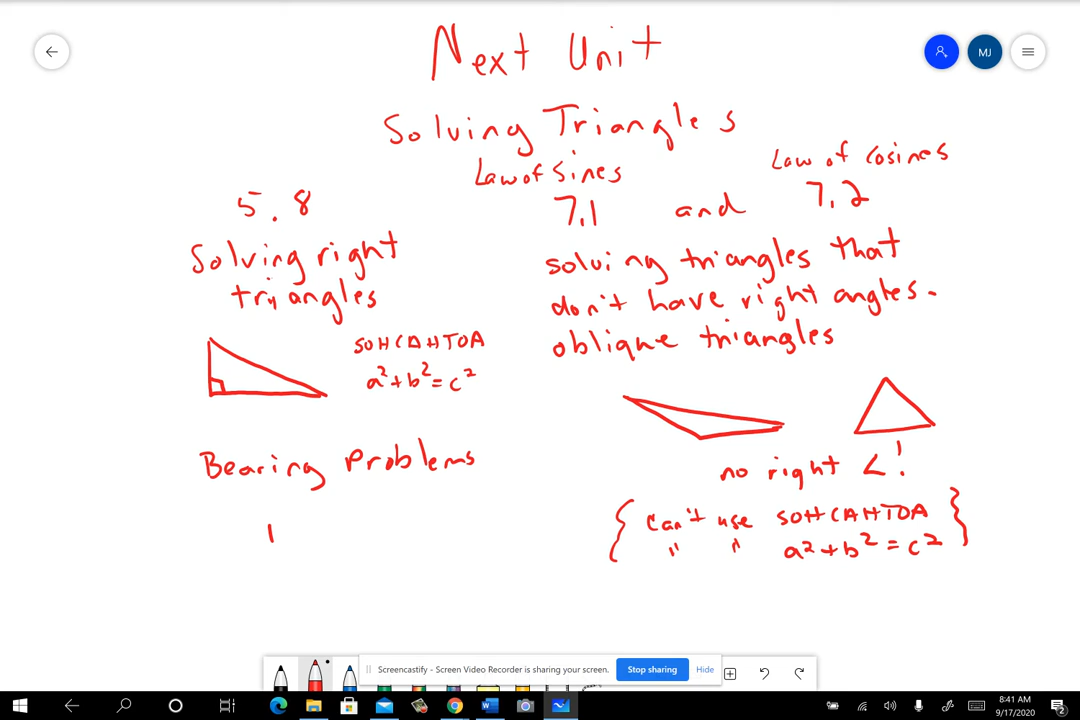 Next Unit
Solving Triangles
Law of Sines
Law of Cosines
5.8
7.1 and 7.2
Solving right
triangles
solving triangles that
don't have right angles.
oblique triangles
SOHCAHTOA
a² + b² = c²
Bearing Problems
no right <!
{ Can't use SOHCAHTOA }
" " a² + b² = c²
MJ
Screencastify - Screen Video Recorder is sharing your screen.
Stop sharing
Hide
8:41 AM
9/17/2020
2